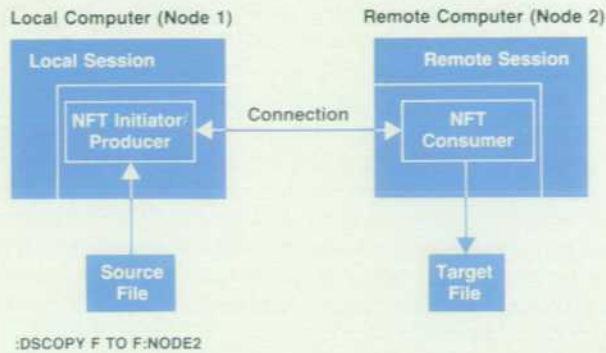 Local Computer (Node 1)
Remote Computer (Node 2)
Local Session
Remote Session
NFT Initiator/
Producer
Connection
NFT
Consumer
Source
File
Target
File
:DSCOPY F TO F:NODE2